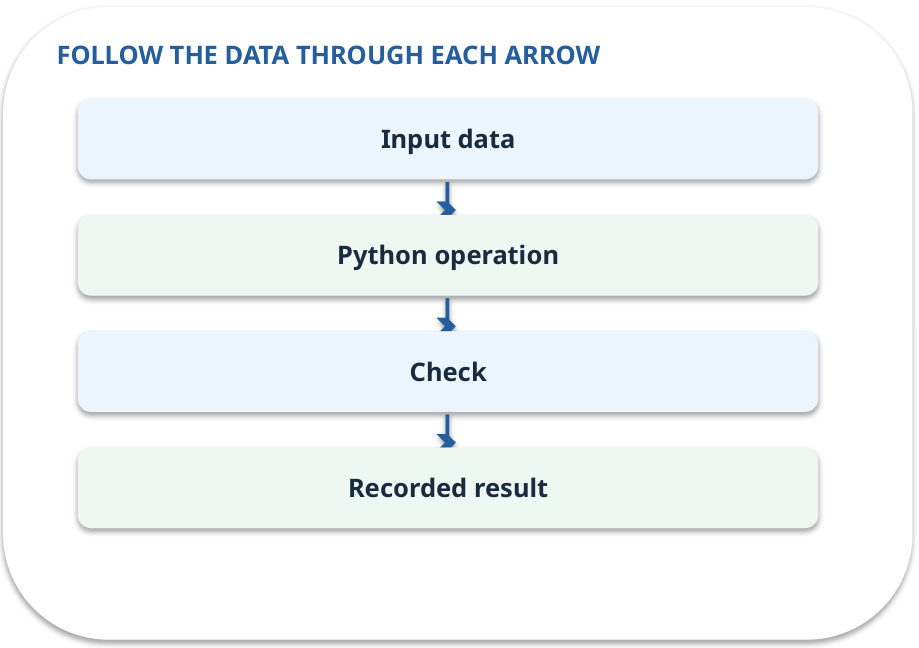 FOLLOW THE DATA THROUGH EACH ARROW
Input data
Python operation
Check
Recorded result